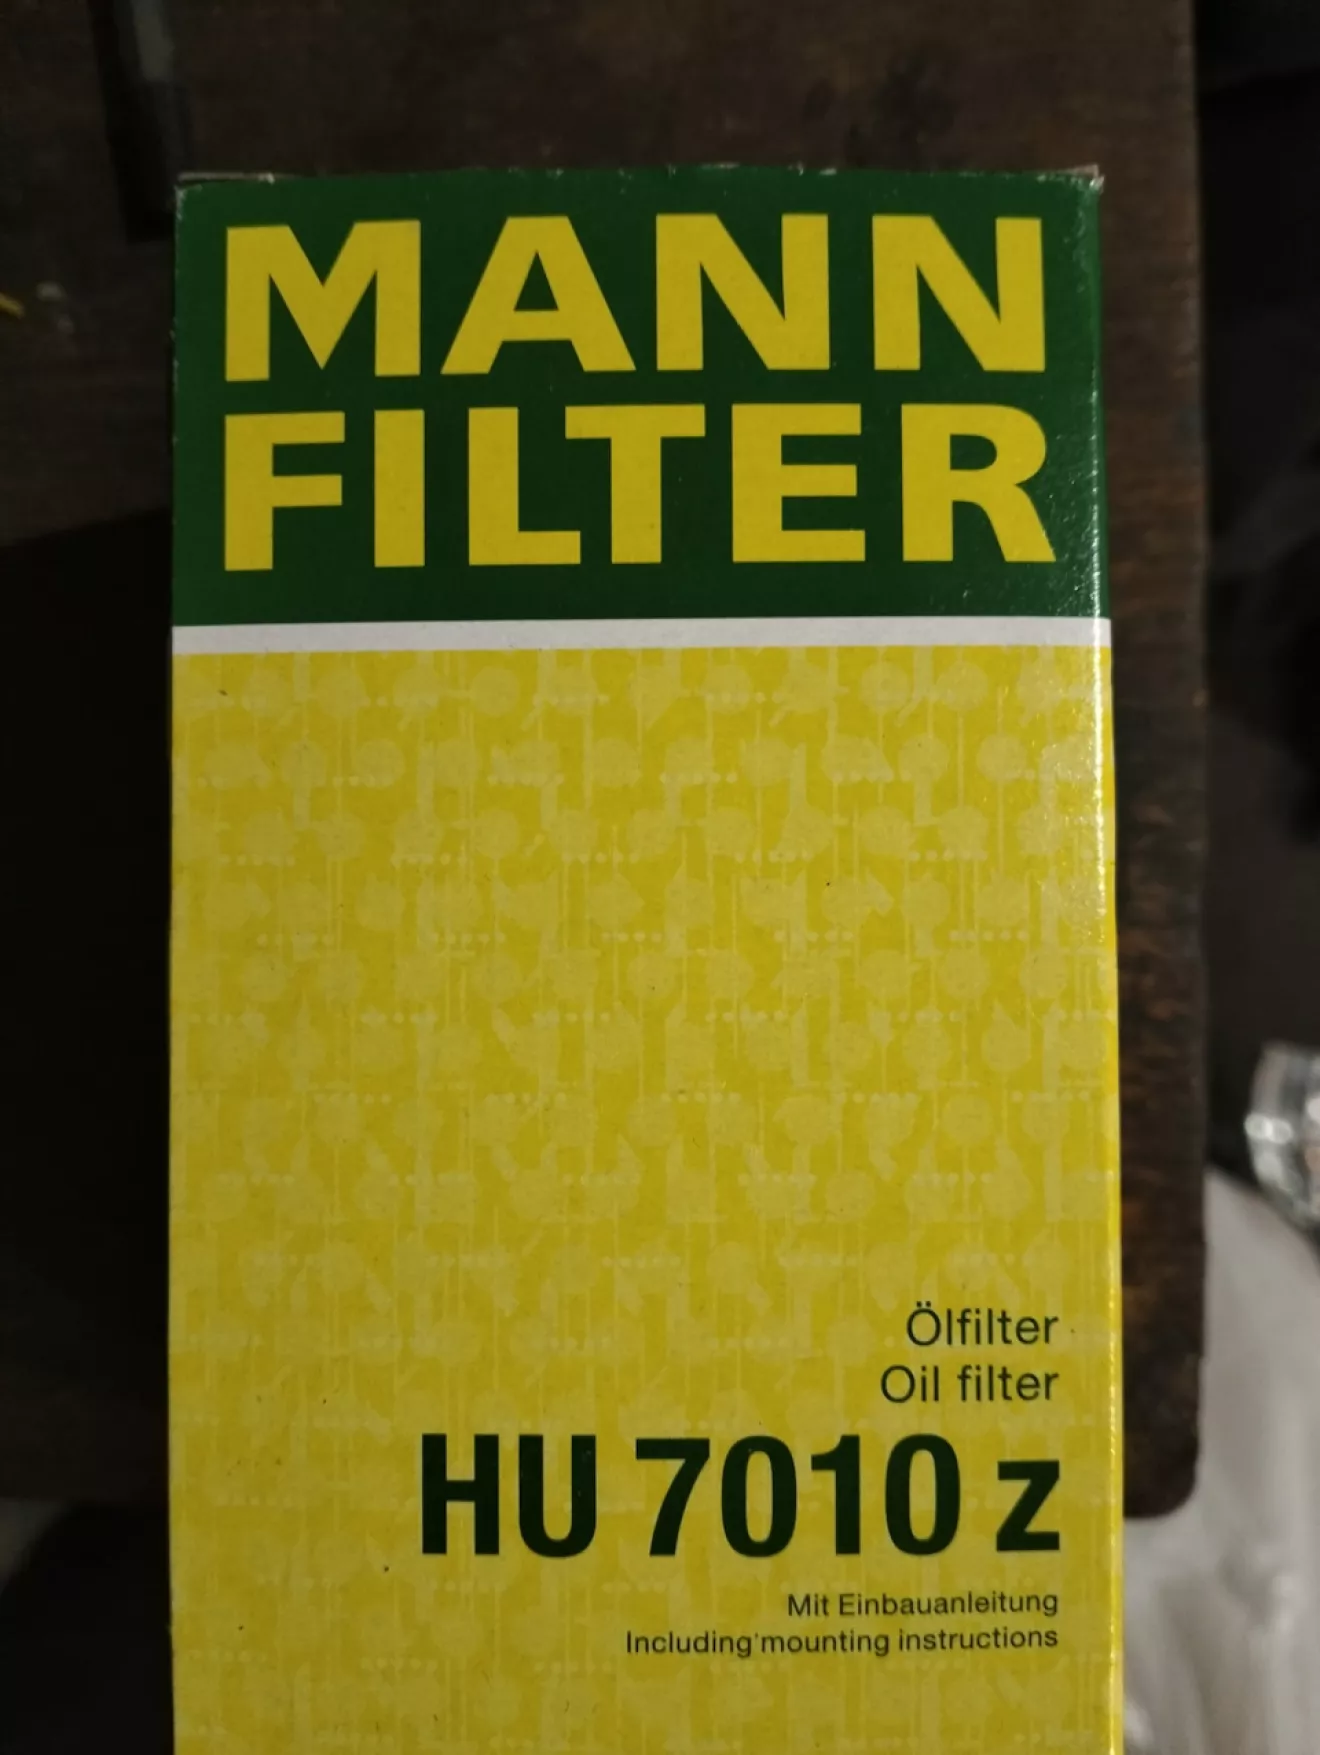 MANN
FILTER
Ölfilter
Oil filter
HU 7010 z
Mit Einbauanleitung
Including mounting instructions